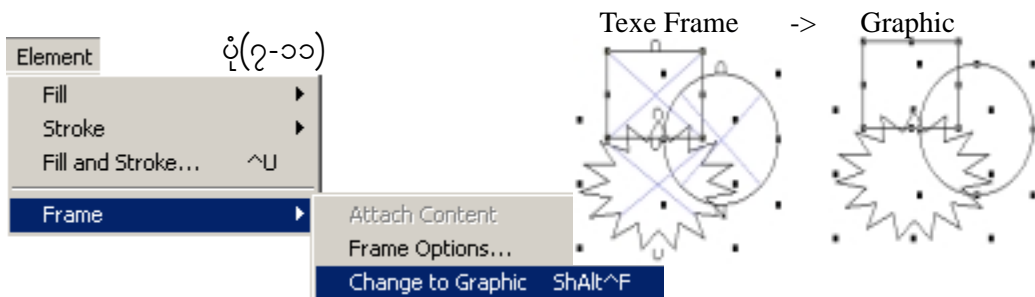 Texe Frame -> Graphic
ပုံ(၇-၁၁)
Element
Fill
Stroke
Fill and Stroke... ^U
Frame
Attach Content
Frame Options...
Change to Graphic ShAlt^F